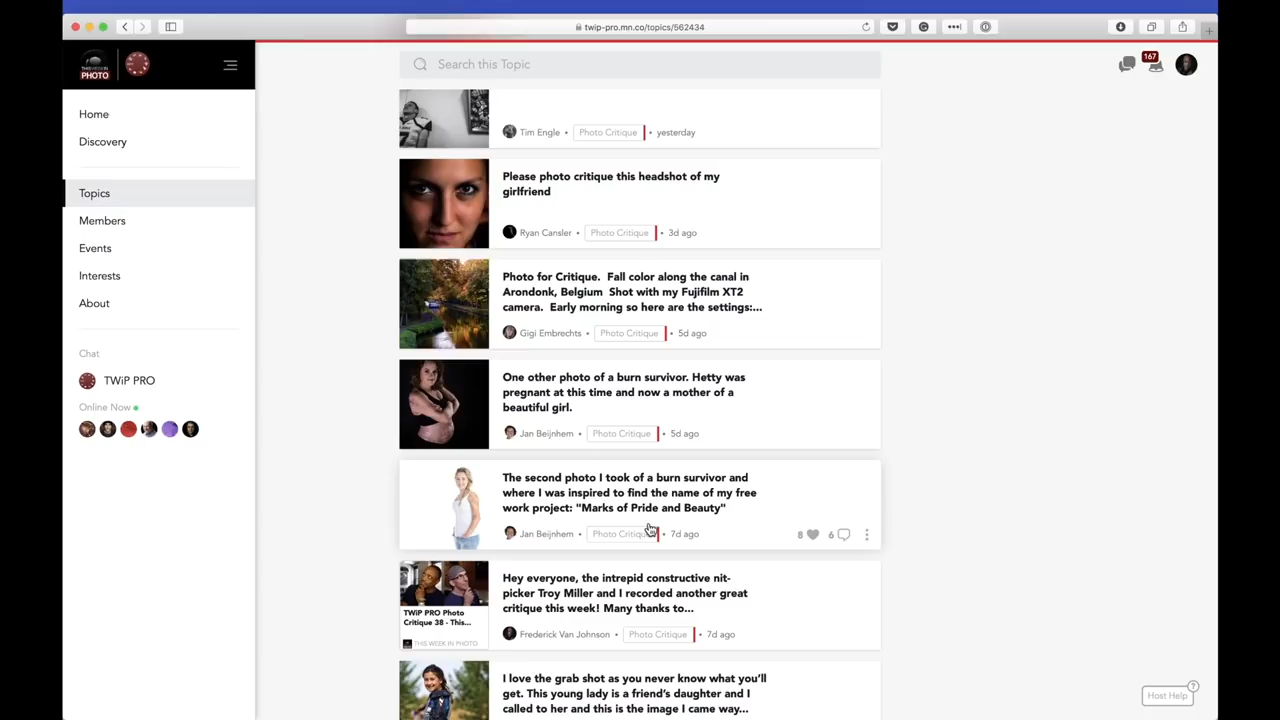 twip-pro.mn.co/topics/562434
THIS WEEK IN
PHOTO
Search this Topic
167
Home
Discovery
Topics
Members
Events
Interests
About
Chat
TWiP PRO
Online Now
Tim Engle • Photo Critique • yesterday
Please photo critique this headshot of my
girlfriend
Ryan Cansler • Photo Critique • 3d ago
Photo for Critique. Fall color along the canal in
Arondonk, Belgium Shot with my Fujifilm XT2
camera. Early morning so here are the settings:...
Gigi Embrechts • Photo Critique • 5d ago
One other photo of a burn survivor. Hetty was
pregnant at this time and now a mother of a
beautiful girl.
Jan Beijnhem • Photo Critique • 5d ago
The second photo I took of a burn survivor and
where I was inspired to find the name of my free
work project: "Marks of Pride and Beauty"
Jan Beijnhem • Photo Critique • 7d ago
8 6
Hey everyone, the intrepid constructive nit-
picker Troy Miller and I recorded another great
critique this week! Many thanks to...
TWiP PRO Photo
Critique 38 - This...
THIS WEEK IN PHOTO
Frederick Van Johnson • Photo Critique • 7d ago
I love the grab shot as you never know what you'll
get. This young lady is a friend's daughter and I
called to her and this is the image I came way...
Host Help
?